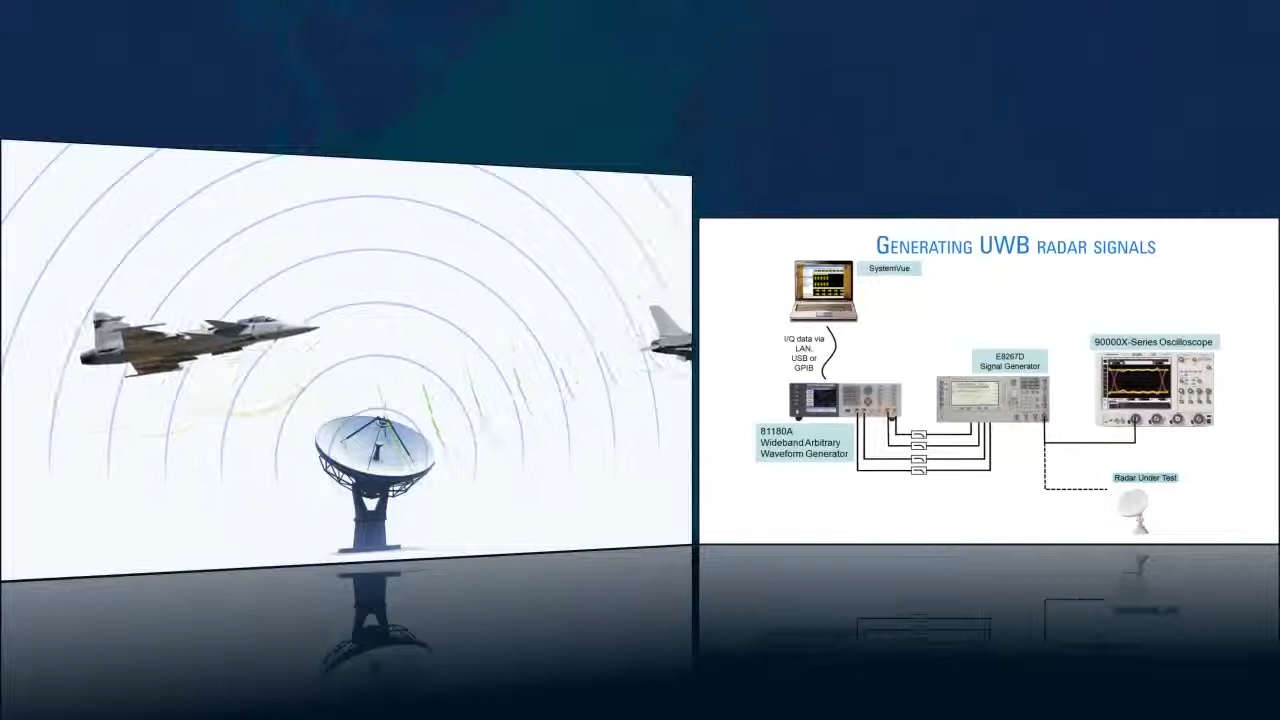 GENERATING UWB RADAR SIGNALS
SystemVue
I/Q data via
LAN,
USB or
GPIB
E8267D
Signal Generator
90000X-Series Oscilloscope
81180A
Wideband Arbitrary
Waveform Generator
Radar Under Test